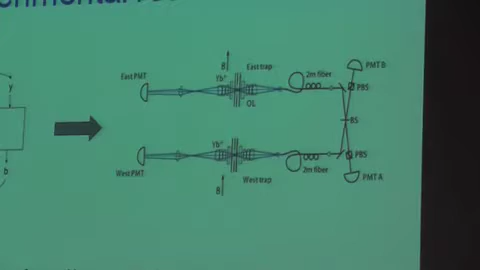 y
b
East PMT
Yb⁺
B
East trap
OL
2m fiber
PMT B
PBS
BS
PBS
PMT A
2m fiber
West trap
B
Yb⁺
West PMT